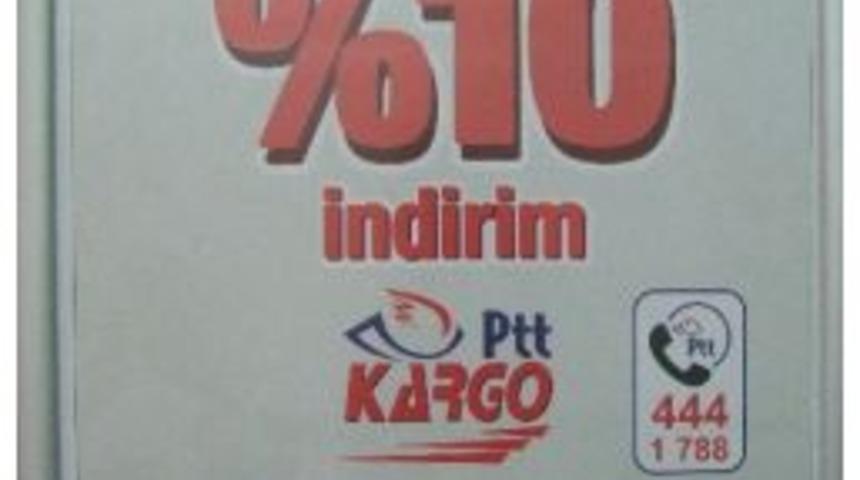 %10
indirim
Ptt
KARGO
Ptt
444
1 788